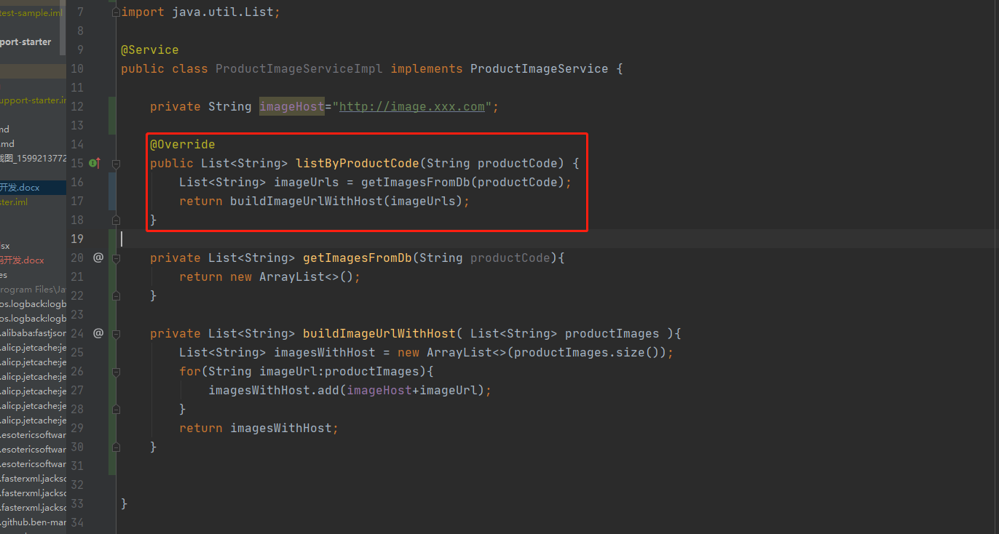 test-sample.iml
port-starter
upport-starter.ir
md
.md
截图_1599213772
开发.docx
ter.iml
lsx
码开发.docx
es
rogram Files\Ja
os.logback:logb
os.logback:logb
.alibaba:fastjson
.alicp.jetcache:je
.alicp.jetcache:je
.alicp.jetcache:je
.alicp.jetcache:je
.alicp.jetcache:je
.alicp.jetcache:je
.esotericsoftwar
.esotericsoftwar
.esotericsoftwar
.fasterxml.jackso
.fasterxml.jackso
.fasterxml.jackso
.github.ben-mar
7 import java.util.List;
8
9 @Service
10 public class ProductImageServiceImpl implements ProductImageService {
11
12 private String imageHost="http://image.xxx.com";
13
14 @Override
15 public List<String> listByProductCode(String productCode) {
16 List<String> imageUrls = getImagesFromDb(productCode);
17 return buildImageUrlWithHost(imageUrls);
18 }
19
20 @ private List<String> getImagesFromDb(String productCode){
21 return new ArrayList<>();
22 }
23
24 @ private List<String> buildImageUrlWithHost( List<String> productImages ){
25 List<String> imagesWithHost = new ArrayList<>(productImages.size());
26 for(String imageUrl:productImages){
27 imagesWithHost.add(imageHost+imageUrl);
28 }
29 return imagesWithHost;
30 }
31
32
33 }
34